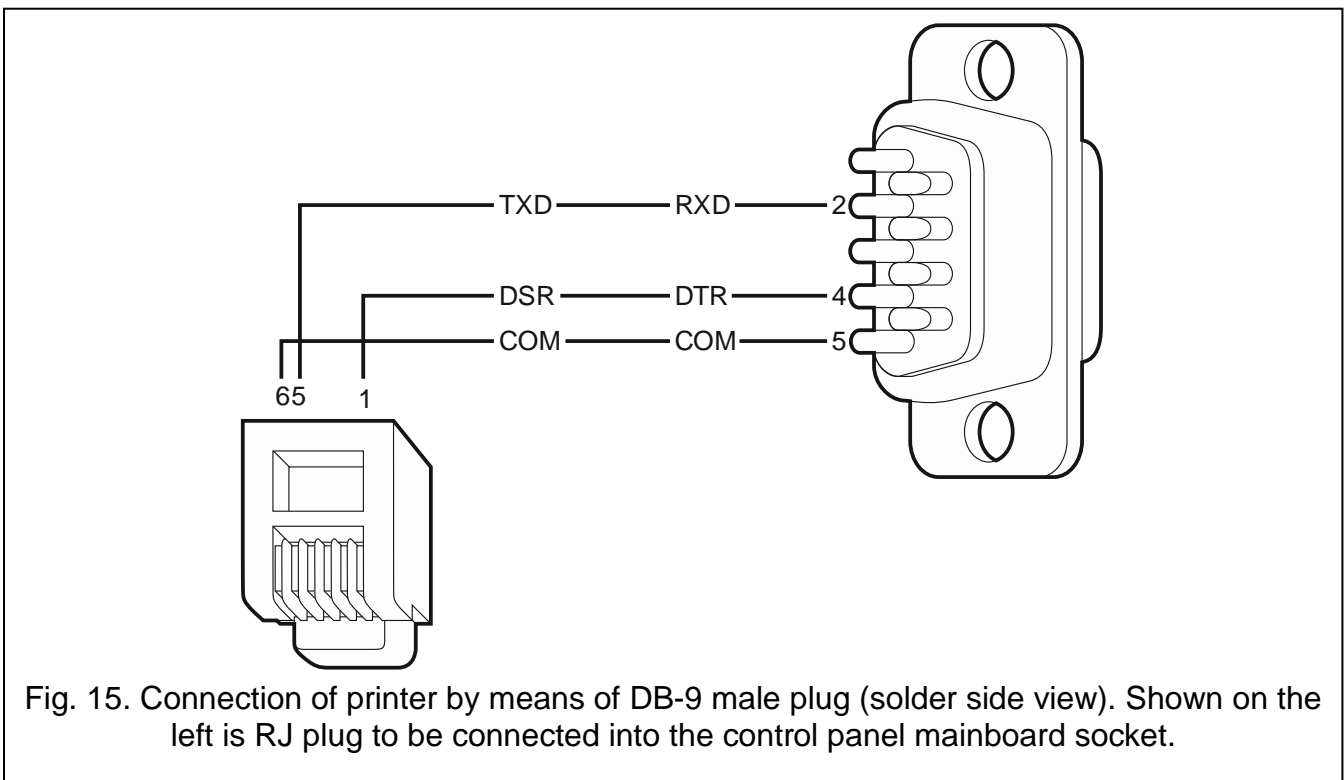 TXD RXD 2
DSR DTR 4
COM COM 5
65 1
Fig. 15. Connection of printer by means of DB-9 male plug (solder side view). Shown on the
left is RJ plug to be connected into the control panel mainboard socket.